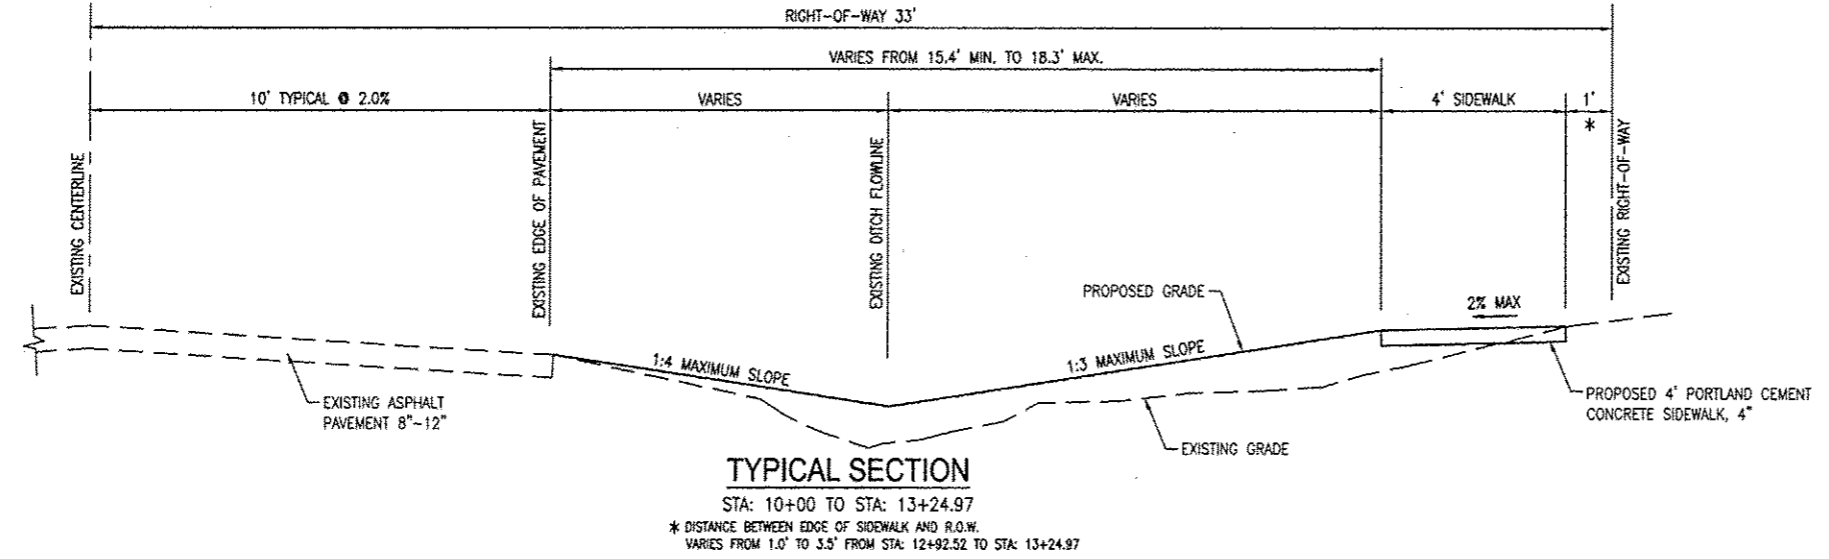 RIGHT-OF-WAY 33'
VARIES FROM 15.4' MIN. TO 18.3' MAX.
10' TYPICAL @ 2.0%
VARIES
VARIES
4' SIDEWALK
1'
*
EXISTING CENTERLINE
EXISTING EDGE OF PAVEMENT
EXISTING DITCH FLOWLINE
EXISTING RIGHT-OF-WAY
PROPOSED GRADE
2% MAX
1:4 MAXIMUM SLOPE
1:3 MAXIMUM SLOPE
EXISTING ASPHALT
PAVEMENT 8"~12"
PROPOSED 4' PORTLAND CEMENT
CONCRETE SIDEWALK, 4"
EXISTING GRADE
TYPICAL SECTION
STA: 10+00 TO STA: 13+24.97
* DISTANCE BETWEEN EDGE OF SIDEWALK AND R.O.W.
VARIES FROM 1.0' TO 3.5' FROM STA: 12+92.52 TO STA: 13+24.97